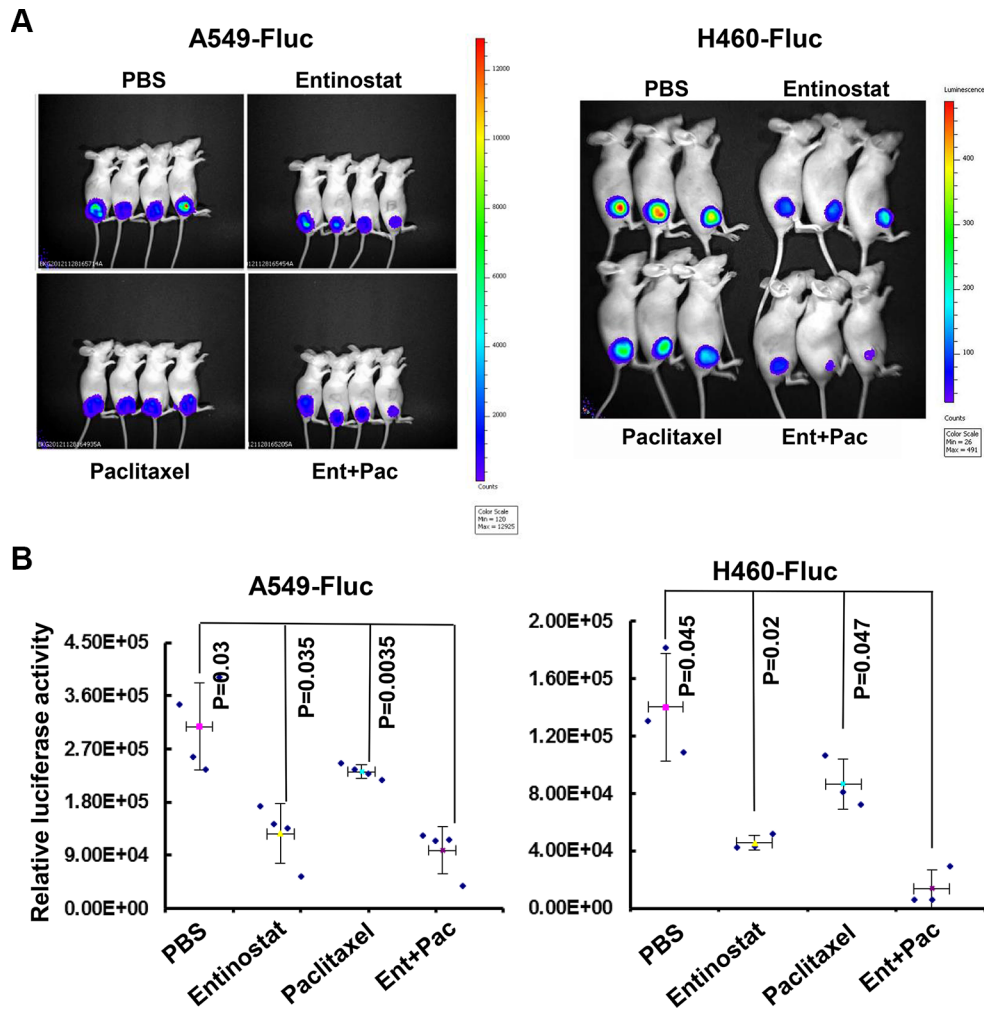 A
A549-Fluc
H460-Fluc
PBS
Entinostat
PBS
Entinostat
Luminescence
12000
10000
8000
6000
4000
2000
400
300
200
100
BKG20121128165714A
121128165454A
BKG20121128164935A
121128165205A
Paclitaxel
Ent+Pac
Paclitaxel
Ent+Pac
Counts
Color Scale
Min = 120
Max = 12925
Counts
Color Scale
Min = 26
Max = 491
B
A549-Fluc
H460-Fluc
Relative luciferase activity
4.50E+05
3.60E+05
2.70E+05
1.80E+05
9.00E+04
0.00E+00
P=0.03
P=0.035
P=0.0035
PBS
Entinostat
Paclitaxel
Ent+Pac
2.00E+05
1.60E+05
1.20E+05
8.00E+04
4.00E+04
0.00E+00
P=0.045
P=0.02
P=0.047
PBS
Entinostat
Paclitaxel
Ent+Pac